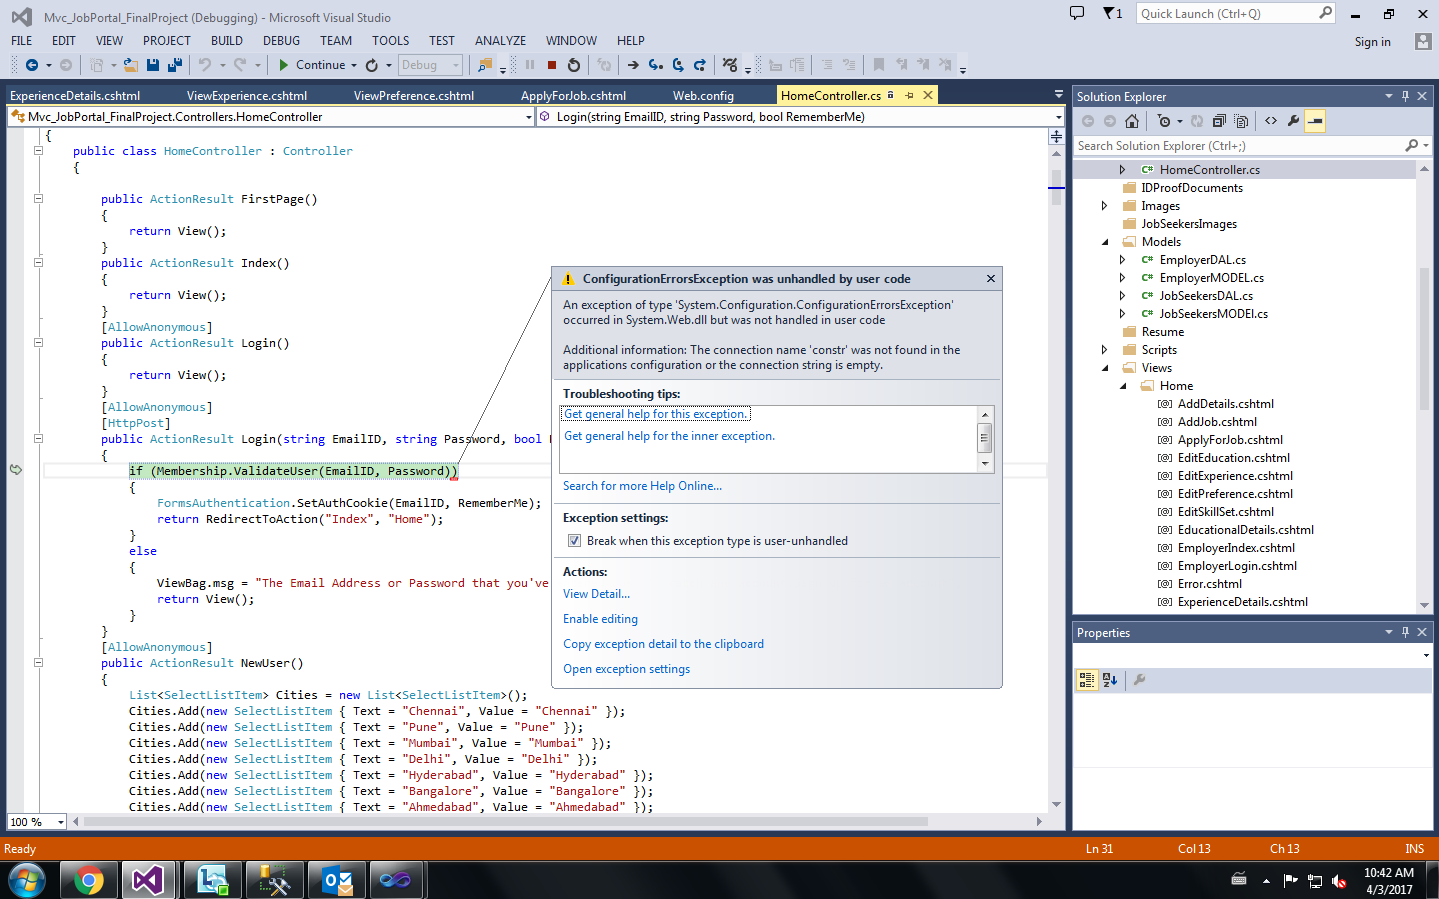 Mvc_JobPortal_FinalProject (Debugging) - Microsoft Visual Studio
1
Quick Launch (Ctrl+Q)
FILE EDIT VIEW PROJECT BUILD DEBUG TEAM TOOLS TEST ANALYZE WINDOW HELP
Sign in
Continue
Debug
ExperienceDetails.cshtml ViewExperience.cshtml ViewPreference.cshtml ApplyForJob.cshtml Web.config HomeController.cs
Mvc_JobPortal_FinalProject.Controllers.HomeController
Login(string EmailID, string Password, bool RememberMe)
{
public class HomeController : Controller
{
public ActionResult FirstPage()
{
return View();
}
public ActionResult Index()
{
return View();
}
[AllowAnonymous]
public ActionResult Login()
{
return View();
}
[AllowAnonymous]
[HttpPost]
public ActionResult Login(string EmailID, string Password, bool
{
if (Membership.ValidateUser(EmailID, Password))
{
FormsAuthentication.SetAuthCookie(EmailID, RememberMe);
return RedirectToAction("Index", "Home");
}
else
{
ViewBag.msg = "The Email Address or Password that you've
return View();
}
}
[AllowAnonymous]
public ActionResult NewUser()
{
List<SelectListItem> Cities = new List<SelectListItem>();
Cities.Add(new SelectListItem { Text = "Chennai", Value = "Chennai" });
Cities.Add(new SelectListItem { Text = "Pune", Value = "Pune" });
Cities.Add(new SelectListItem { Text = "Mumbai", Value = "Mumbai" });
Cities.Add(new SelectListItem { Text = "Delhi", Value = "Delhi" });
Cities.Add(new SelectListItem { Text = "Hyderabad", Value = "Hyderabad" });
Cities.Add(new SelectListItem { Text = "Bangalore", Value = "Bangalore" });
Cities.Add(new SelectListItem { Text = "Ahmedabad", Value = "Ahmedabad" });
100 %
ConfigurationErrorsException was unhandled by user code
An exception of type 'System.Configuration.ConfigurationErrorsException'
occurred in System.Web.dll but was not handled in user code
Additional information: The connection name 'constr' was not found in the
applications configuration or the connection string is empty.
Troubleshooting tips:
Get general help for this exception.
Get general help for the inner exception.
Search for more Help Online...
Exception settings:
Break when this exception type is user-unhandled
Actions:
View Detail...
Enable editing
Copy exception detail to the clipboard
Open exception settings
Solution Explorer
Search Solution Explorer (Ctrl+;)
C# HomeController.cs
IDProofDocuments
Images
JobSeekersImages
Models
C# EmployerDAL.cs
C# EmployerMODEL.cs
C# JobSeekersDAL.cs
C# JobSeekersMODEl.cs
Resume
Scripts
Views
Home
[@] AddDetails.cshtml
[@] AddJob.cshtml
[@] ApplyForJob.cshtml
[@] EditEducation.cshtml
[@] EditExperience.cshtml
[@] EditPreference.cshtml
[@] EditSkillSet.cshtml
[@] EducationalDetails.cshtml
[@] EmployerIndex.cshtml
[@] EmployerLogin.cshtml
[@] Error.cshtml
[@] ExperienceDetails.cshtml
Properties
Ready
Ln 31 Col 13 Ch 13 INS
10:42 AM
4/3/2017